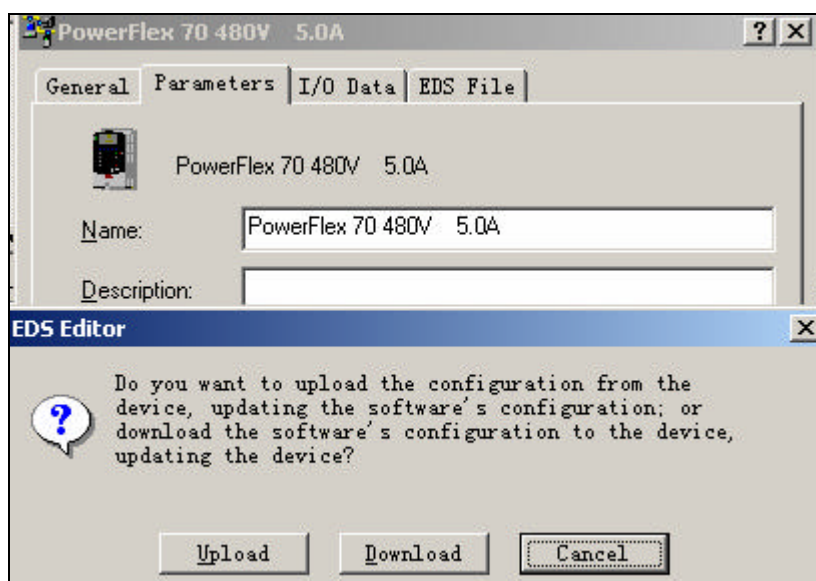 PowerFlex 70 480V 5.0A
General Parameters I/O Data EDS File
PowerFlex 70 480V 5.0A
Name: PowerFlex 70 480V 5.0A
Description:
EDS Editor
Do you want to upload the configuration from the
device, updating the software's configuration; or
download the software's configuration to the device,
updating the device?
Upload Download Cancel